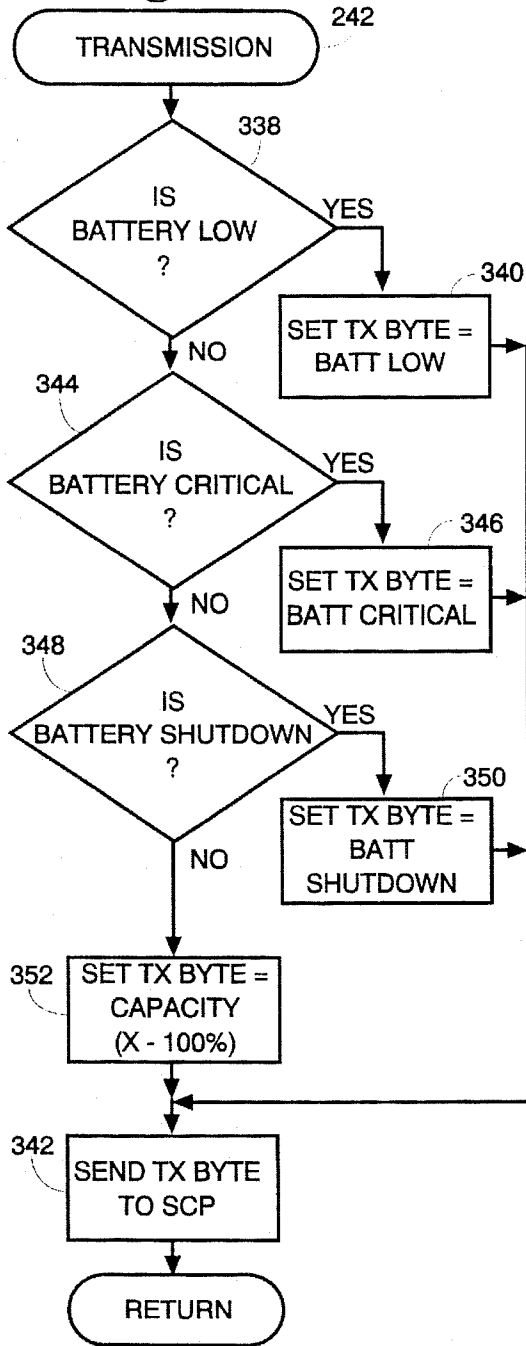 242
TRANSMISSION
338
IS
BATTERY LOW
?
YES
340
SET TX BYTE =
BATT LOW
NO
344
IS
BATTERY CRITICAL
?
YES
346
SET TX BYTE =
BATT CRITICAL
NO
348
IS
BATTERY SHUTDOWN
?
YES
350
SET TX BYTE =
BATT
SHUTDOWN
NO
352
SET TX BYTE =
CAPACITY
(X - 100%)
342
SEND TX BYTE
TO SCP
RETURN